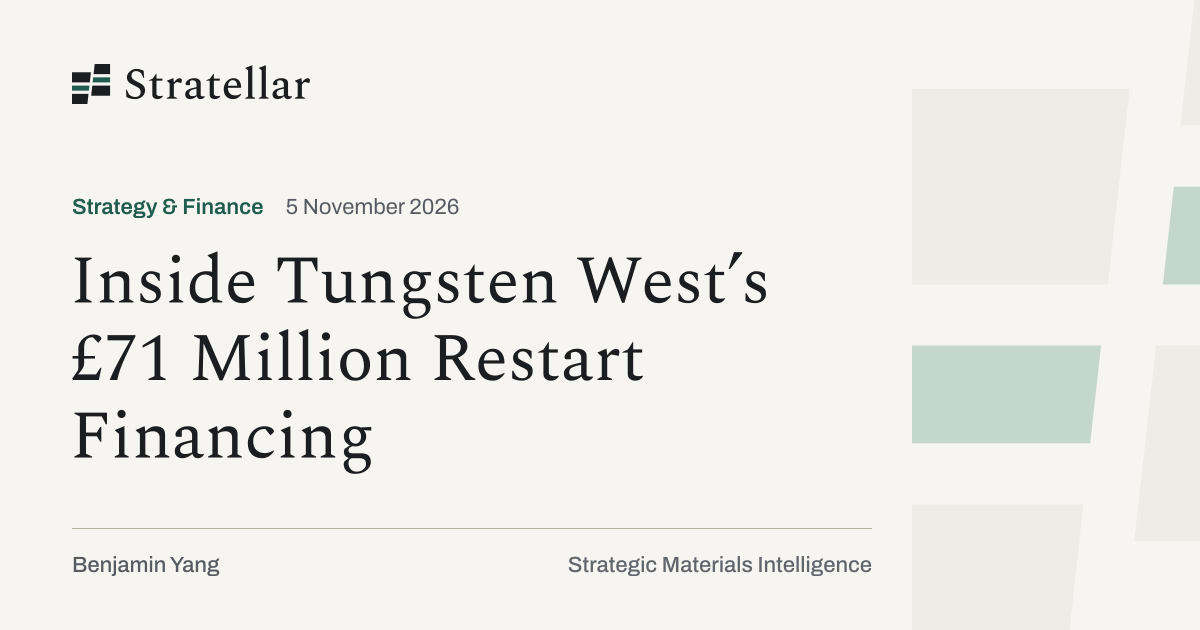 Stratellar
Strategy & Finance 5 November 2026
Inside Tungsten West’s
£71 Million Restart
Financing
Benjamin Yang Strategic Materials Intelligence